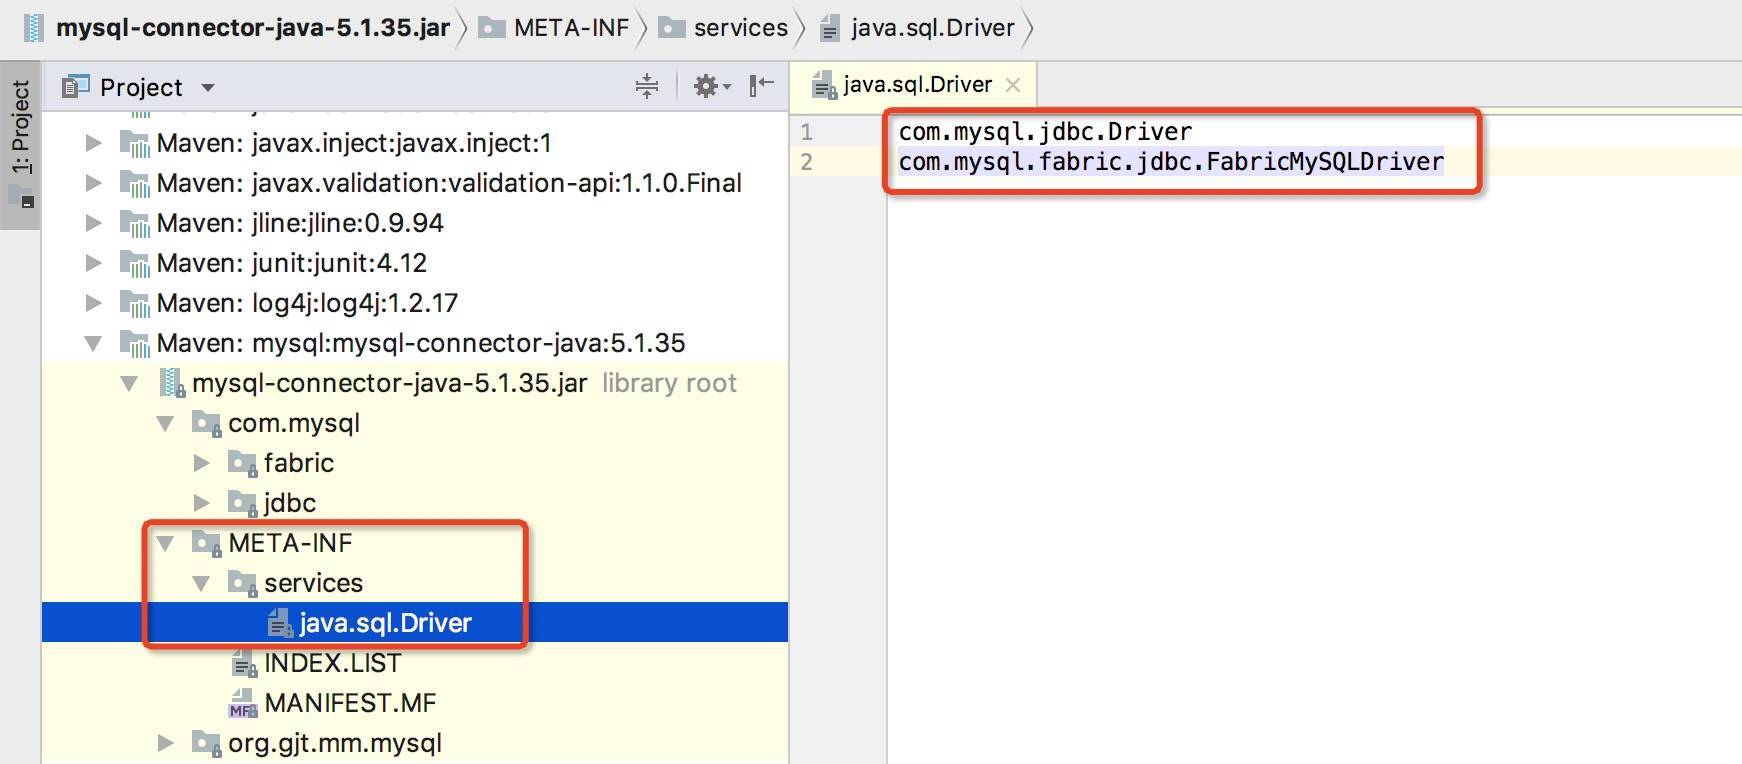 mysql-connector-java-5.1.35.jar META-INF services java.sql.Driver
1: Project
Project
Maven: javax.inject:javax.inject:1
Maven: javax.validation:validation-api:1.1.0.Final
Maven: jline:jline:0.9.94
Maven: junit:junit:4.12
Maven: log4j:log4j:1.2.17
Maven: mysql:mysql-connector-java:5.1.35
mysql-connector-java-5.1.35.jar library root
com.mysql
fabric
jdbc
META-INF
services
java.sql.Driver
INDEX.LIST
MF MANIFEST.MF
org.gjt.mm.mysql
java.sql.Driver
1 com.mysql.jdbc.Driver
2 com.mysql.fabric.jdbc.FabricMySQLDriver